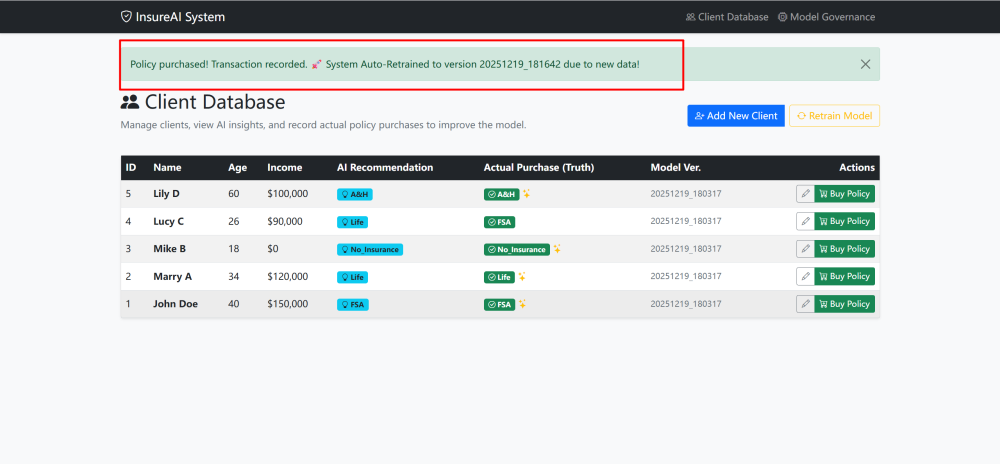 InsureAI System Client Database Model Governance
Policy purchased! Transaction recorded. 🚀 System Auto-Retrained to version 20251219_181642 due to new data!
Client Database
Manage clients, view AI insights, and record actual policy purchases to improve the model.
Add New Client Retrain Model
ID Name Age Income AI Recommendation Actual Purchase (Truth) Model Ver. Actions
5 Lily D 60 $100,000 A&H A&H ✨ 20251219_180317 Buy Policy
4 Lucy C 26 $90,000 Life FSA 20251219_180317 Buy Policy
3 Mike B 18 $0 No_Insurance No_Insurance ✨ 20251219_180317 Buy Policy
2 Marry A 34 $120,000 Life Life ✨ 20251219_180317 Buy Policy
1 John Doe 40 $150,000 FSA FSA ✨ 20251219_180317 Buy Policy